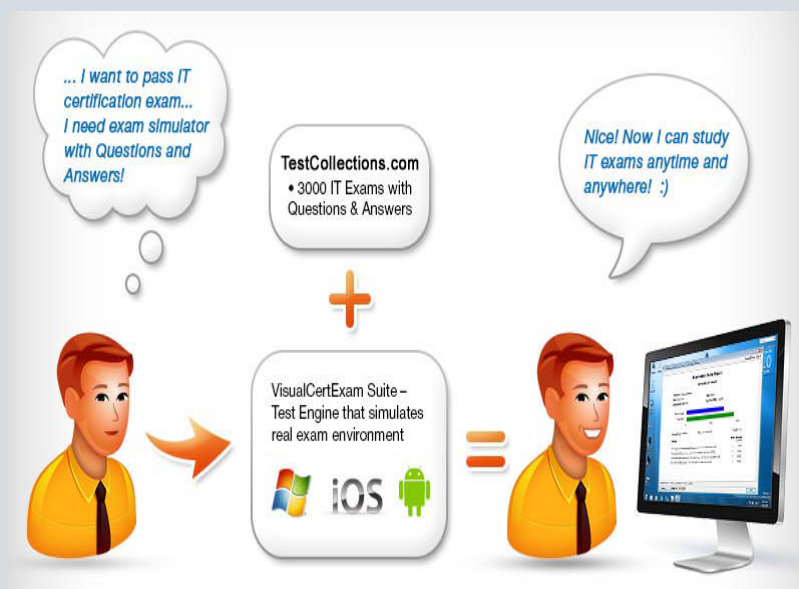 ... I want to pass IT
certification exam...
I need exam simulator
with Questions and
Answers!
TestCollections.com
• 3000 IT Exams with
Questions & Answers
Nice! Now I can study
IT exams anytime and
anywhere! :)
VisualCertExam Suite –
Test Engine that simulates
real exam environment
iOS